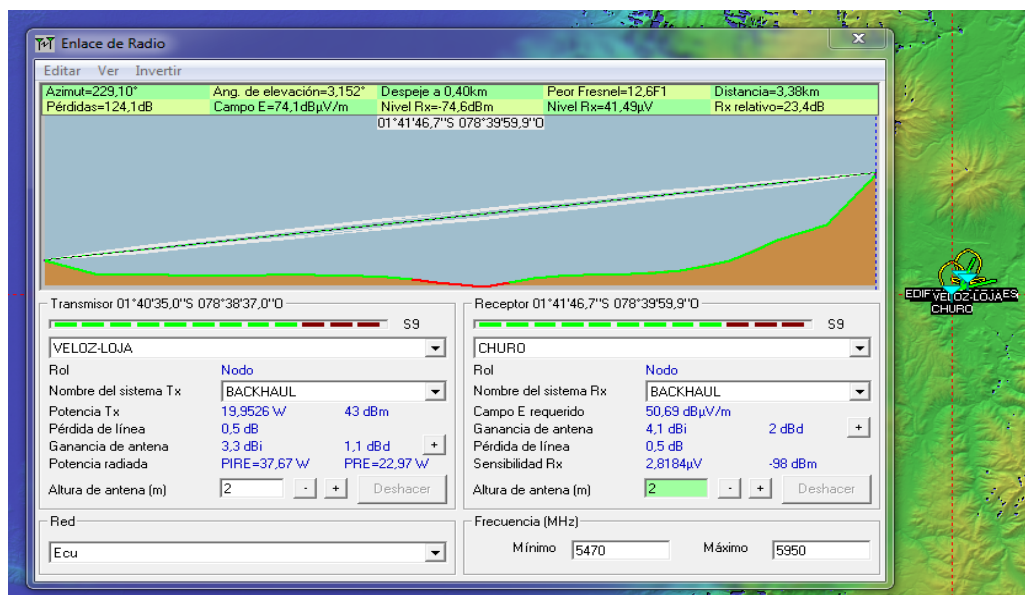 Enlace de Radio
Editar Ver Invertir
Azimut=229,10° Ang. de elevación=3,152° Despeje a 0,40km Peor Fresnel=12,6F1 Distancia=3,38km
Pérdidas=124,1dB Campo E=74,1dBµV/m Nivel Rx=-74,6dBm Nivel Rx=41,49µV Rx relativo=23,4dB
01°41'46,7''S 078°39'59,9''O
Transmisor 01°40'35,0''S 078°38'37,0''O
S9
VELOZ-LOJA
Rol Nodo
Nombre del sistema Tx BACKHAUL
Potencia Tx 19,9526 W 43 dBm
Pérdida de línea 0,5 dB
Ganancia de antena 3,3 dBi 1,1 dBd +
Potencia radiada PIRE=37,67 W PRE=22,97 W
Altura de antena (m) 2 - + Deshacer
Red
Ecu
Receptor 01°41'46,7''S 078°39'59,9''O
S9
CHURO
Rol Nodo
Nombre del sistema Rx BACKHAUL
Campo E requerido 50,69 dBµV/m
Ganancia de antena 4,1 dBi 2 dBd +
Pérdida de línea 0,5 dB
Sensibilidad Rx 2,8184µV -98 dBm
Altura de antena (m) 2 - + Deshacer
Frecuencia (MHz)
Mínimo 5470 Máximo 5950
VELOZ-LOJA
CHURO